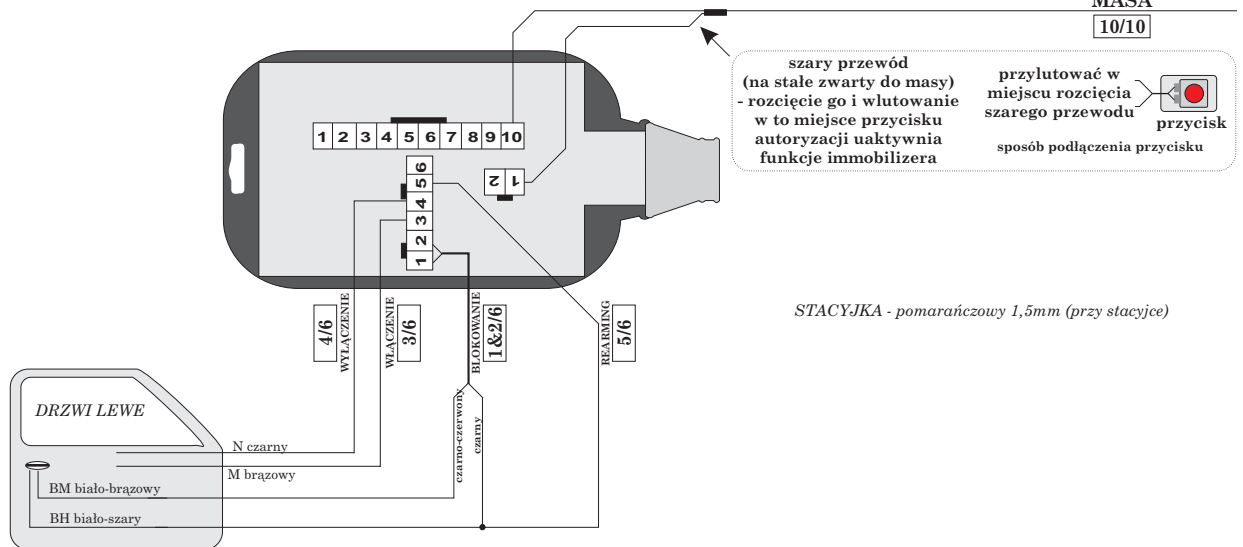 MASA
10/10
szary przewód
(na stałe zwarty do masy)
- rozcięcie go i wlutowanie
w to miejsce przycisku
autoryzacji uaktywnia
funkcje immobilizera
przylutować w
miejscu rozcięcia
szarego przewodu
przycisk
sposób podłączenia przycisku
1 2 3 4 5 6 7 8 9 10
1 2 3 4 5 6
2 1
STACYJKA - pomarańczowy 1,5mm (przy stacyjce)
4/6
WYŁĄCZENIE
WŁĄCZENIE
3/6
BLOKOWANIE
1&2/6
REARMING
5/6
DRZWI LEWE
N czarny
M brązowy
BM biało-brązowy
BH biało-szary
czarno-czerwony
czarny